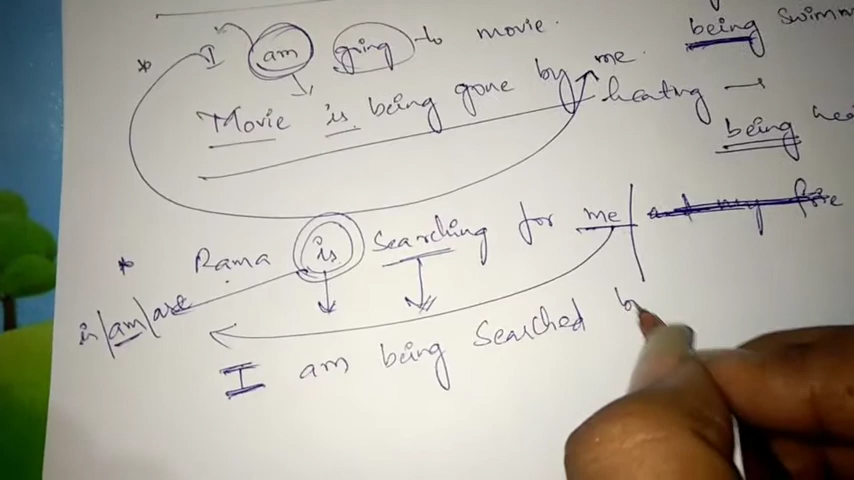 * I am going to movie. being swimm
Movie is being gone by me.
heating → being hea
* Rama is searching for me
is/am/are
I am being searched b